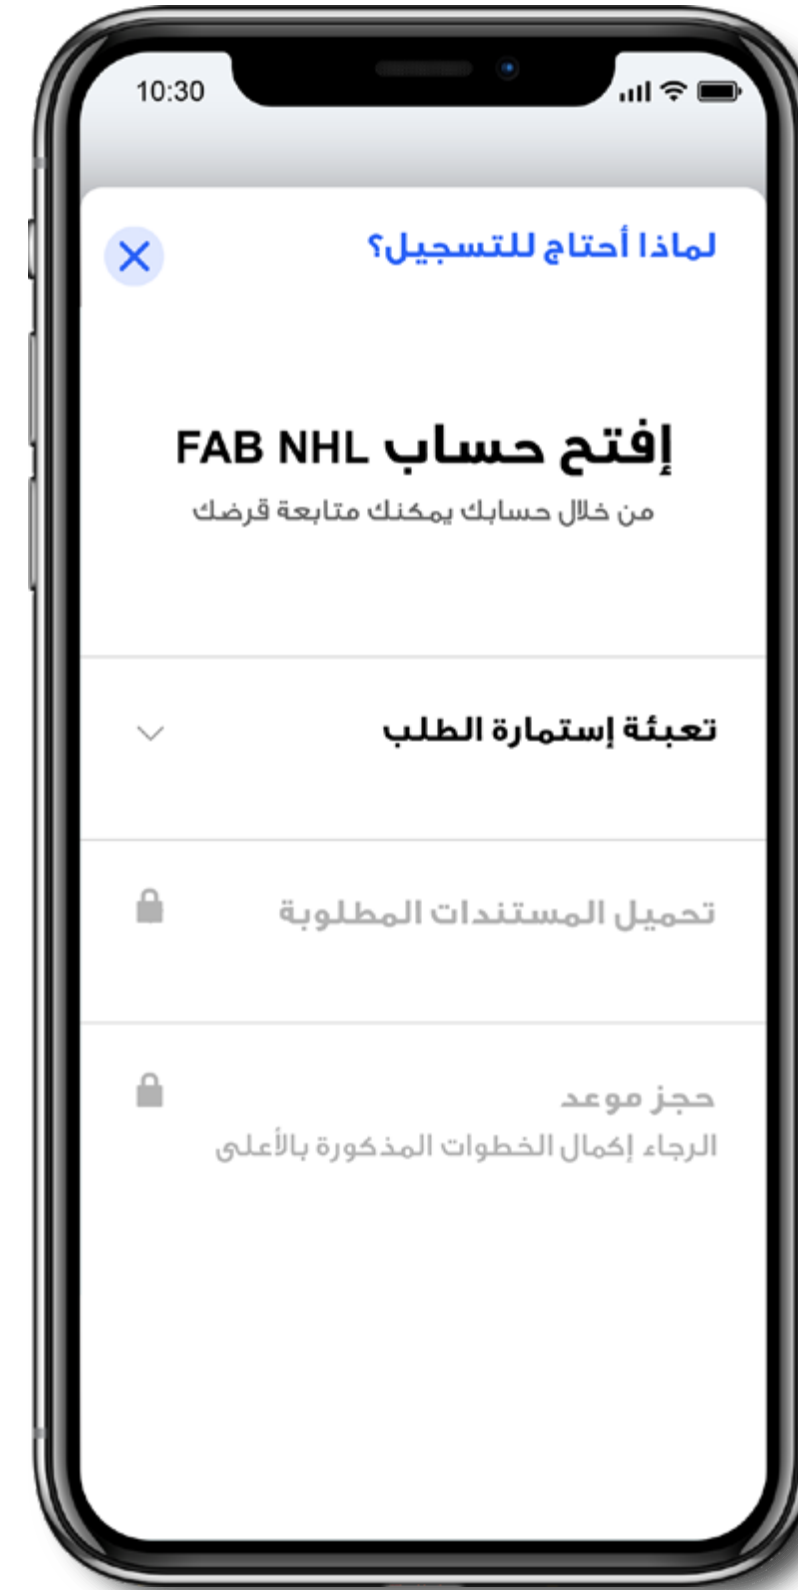 10:30
لماذا أحتاج للتسجيل؟
إفتح حساب FAB NHL
من خلال حسابك يمكنك متابعة قرضك
تعبئة إستمارة الطلب
تحميل المستندات المطلوبة
حجز موعد
الرجاء إكمال الخطوات المذكورة بالأعلى